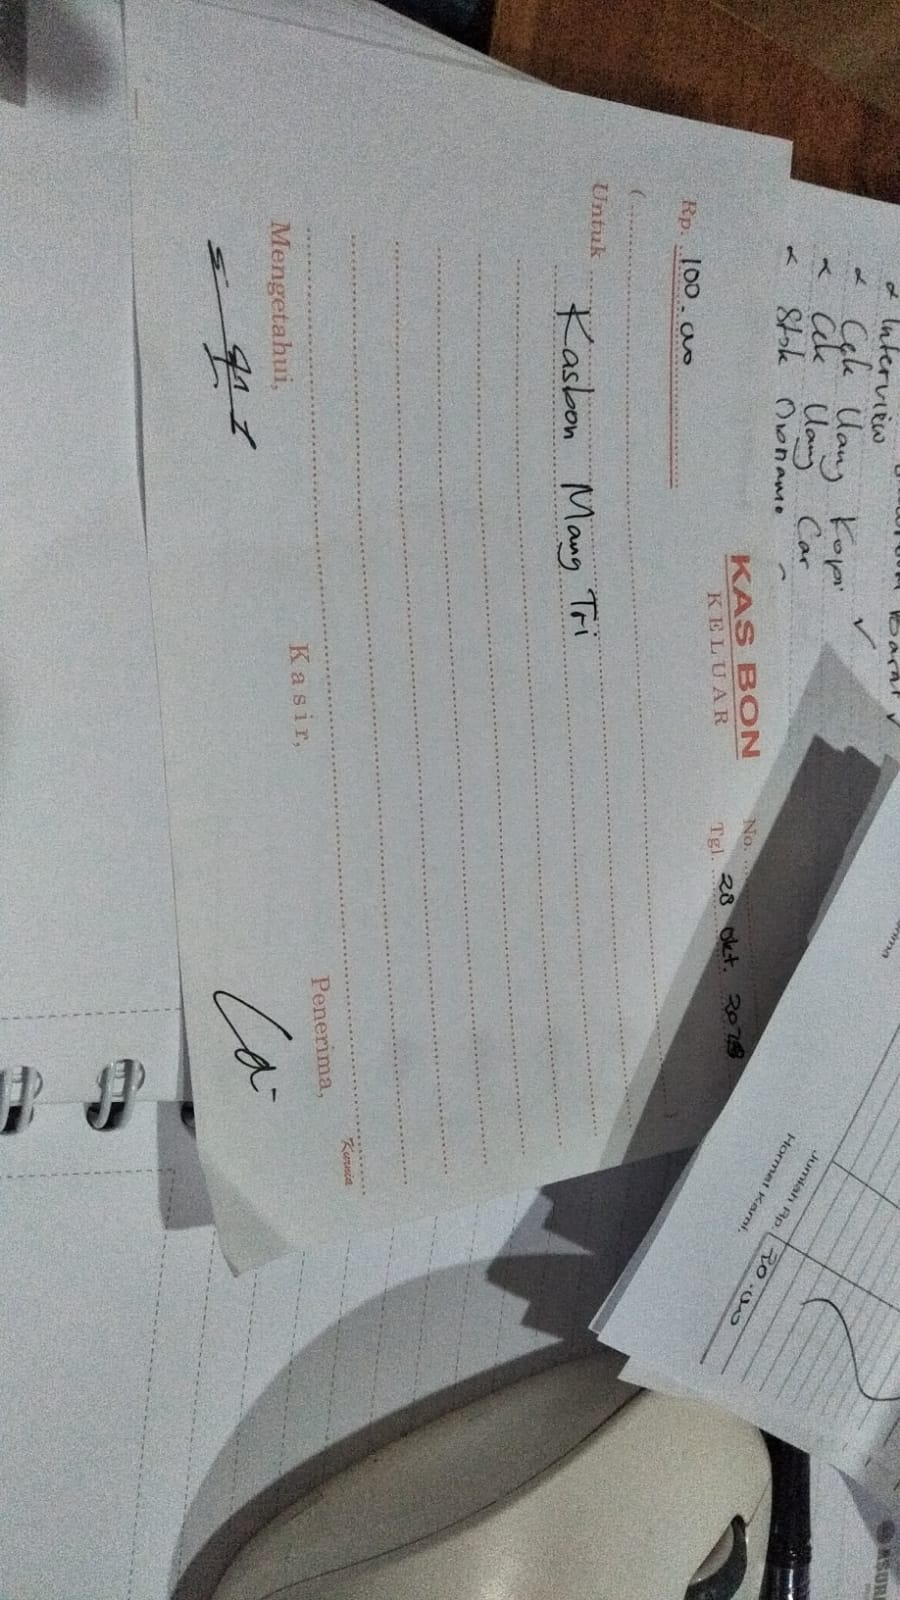 Interview
Cek Uang Kopi ✓
Cek Uang Car
Stok
KAS BON
KELUAR
No.
Tgl. 28 Okt.
Rp. 100.000
(
)
Untuk Kasbon Mang Tri
Mengetahui,
Kasir,
Penerima,
Kurnia
Jumlah Rp. 20.000
Hormat Kami,